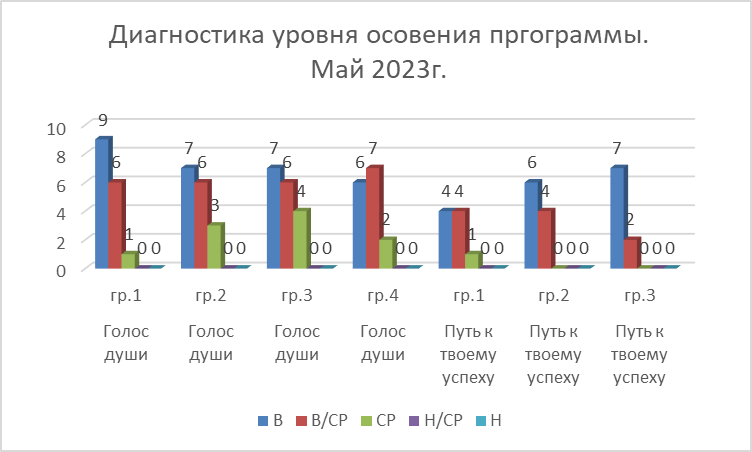 Диагностика уровня осовения пргограммы.
Май 2023г.
10
8
6
4
2
0
9 6 1 0 0
7 6 3 0 0
7 6 4 0 0
6 7 2 0 0
4 4 1 0 0
6 4 0 0 0
7 2 0 0 0
гр.1 гр.2 гр.3 гр.4 гр.1 гр.2 гр.3
Голос Голос Голос Голос Путь к Путь к Путь к
души души души души твоему твоему твоему
успеху успеху успеху
В В/СР СР Н/СР Н